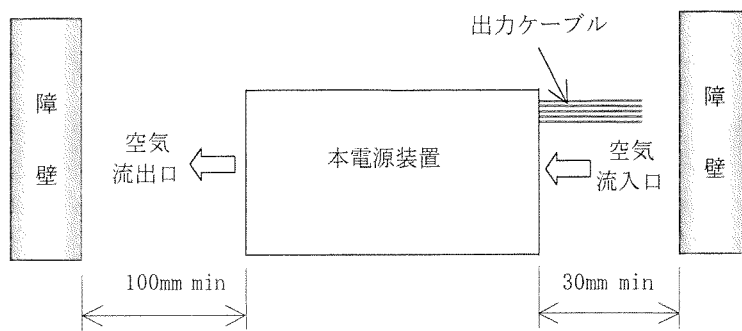 出力ケーブル
障
壁
空気
流出口
本電源装置
空気
流入口
障
壁
100mm min
30mm min